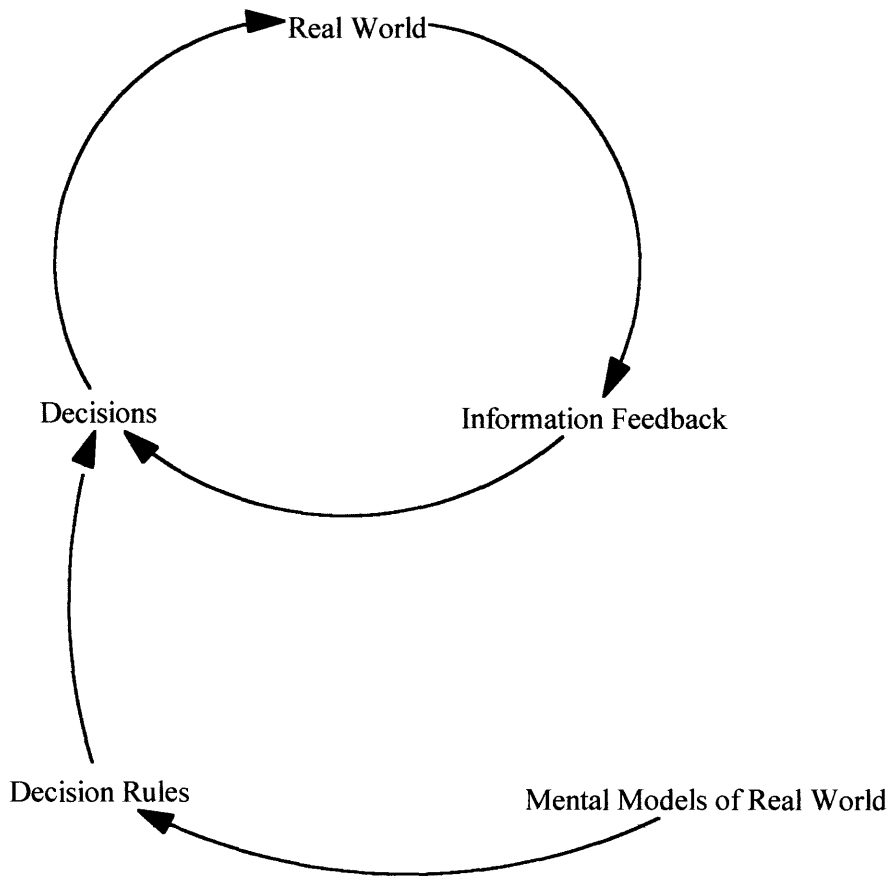 Real World
Decisions
Information Feedback
Decision Rules
Mental Models of Real World